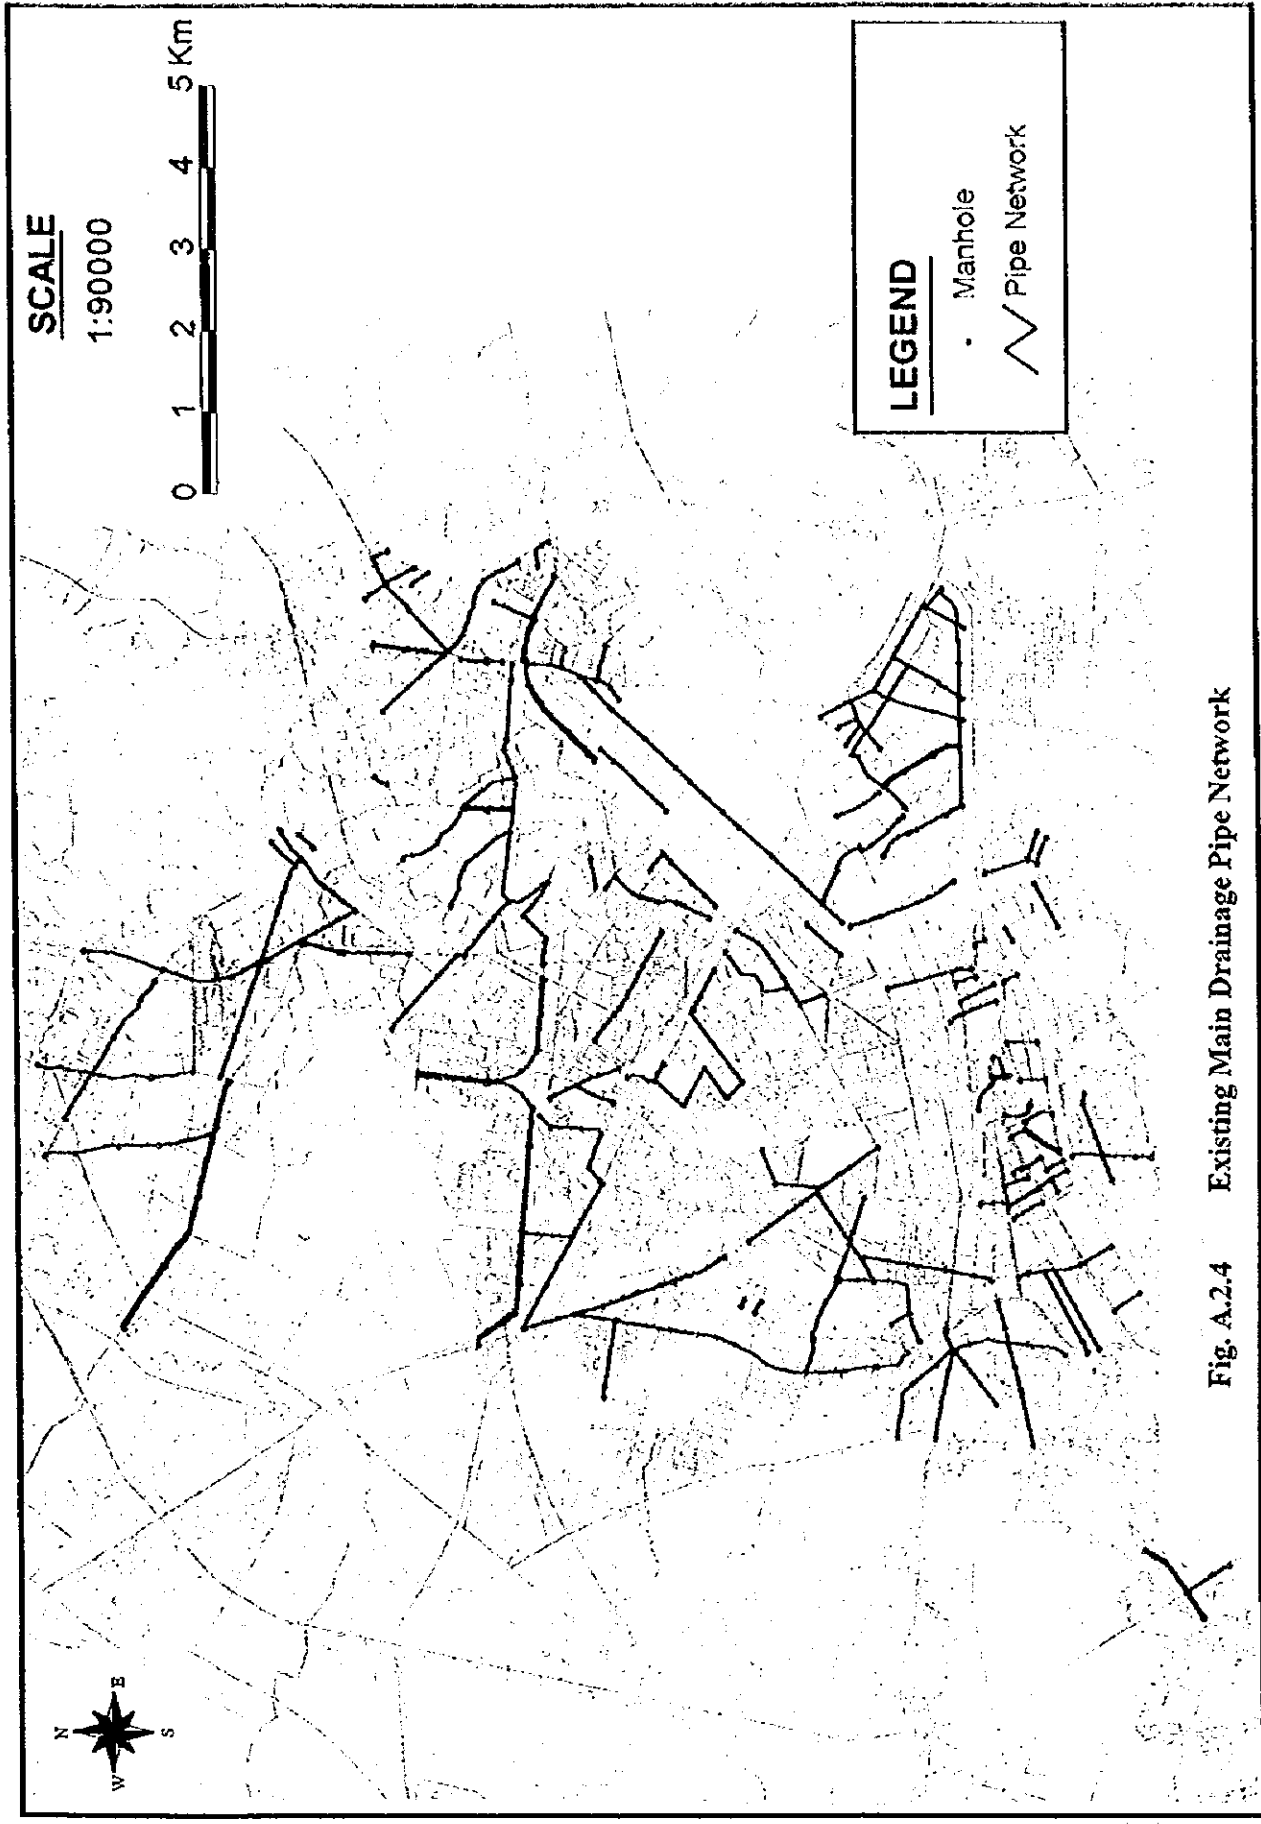 N
W
E
S
SCALE
1:90000
0 1 2 3 4 5 Km
LEGEND
Manhole
Pipe Network
Fig. A.2.4 Existing Main Drainage Pipe Network